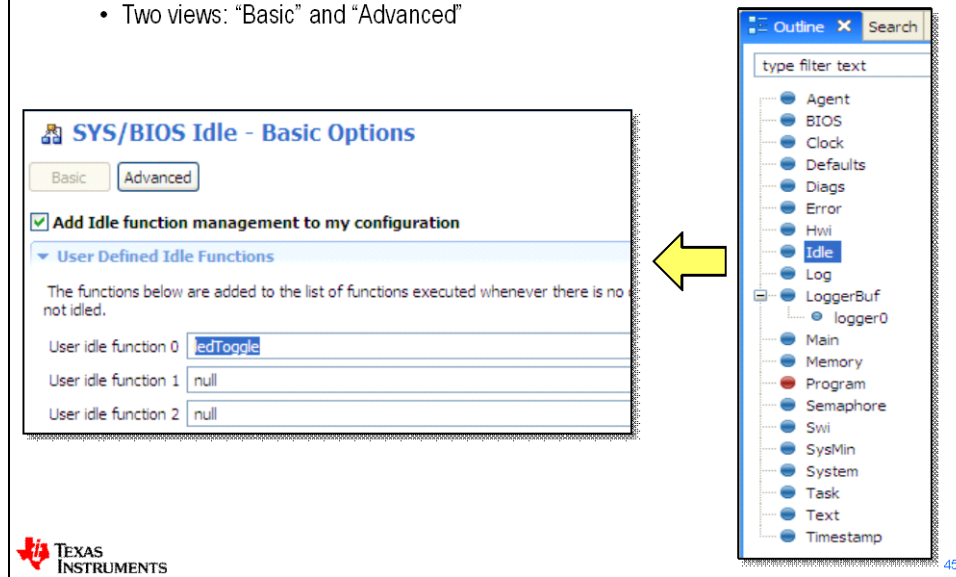 • Two views: “Basic” and “Advanced”
SYS/BIOS Idle - Basic Options
Basic
Advanced
Add Idle function management to my configuration
User Defined Idle Functions
The functions below are added to the list of functions executed whenever there is no
not idled.
User idle function 0 ledToggle
User idle function 1 null
User idle function 2 null
Outline Search
type filter text
Agent
BIOS
Clock
Defaults
Diags
Error
Hwi
Idle
Log
LoggerBuf
logger0
Main
Memory
Program
Semaphore
Swi
SysMin
System
Task
Text
Timestamp
TEXAS
INSTRUMENTS
45